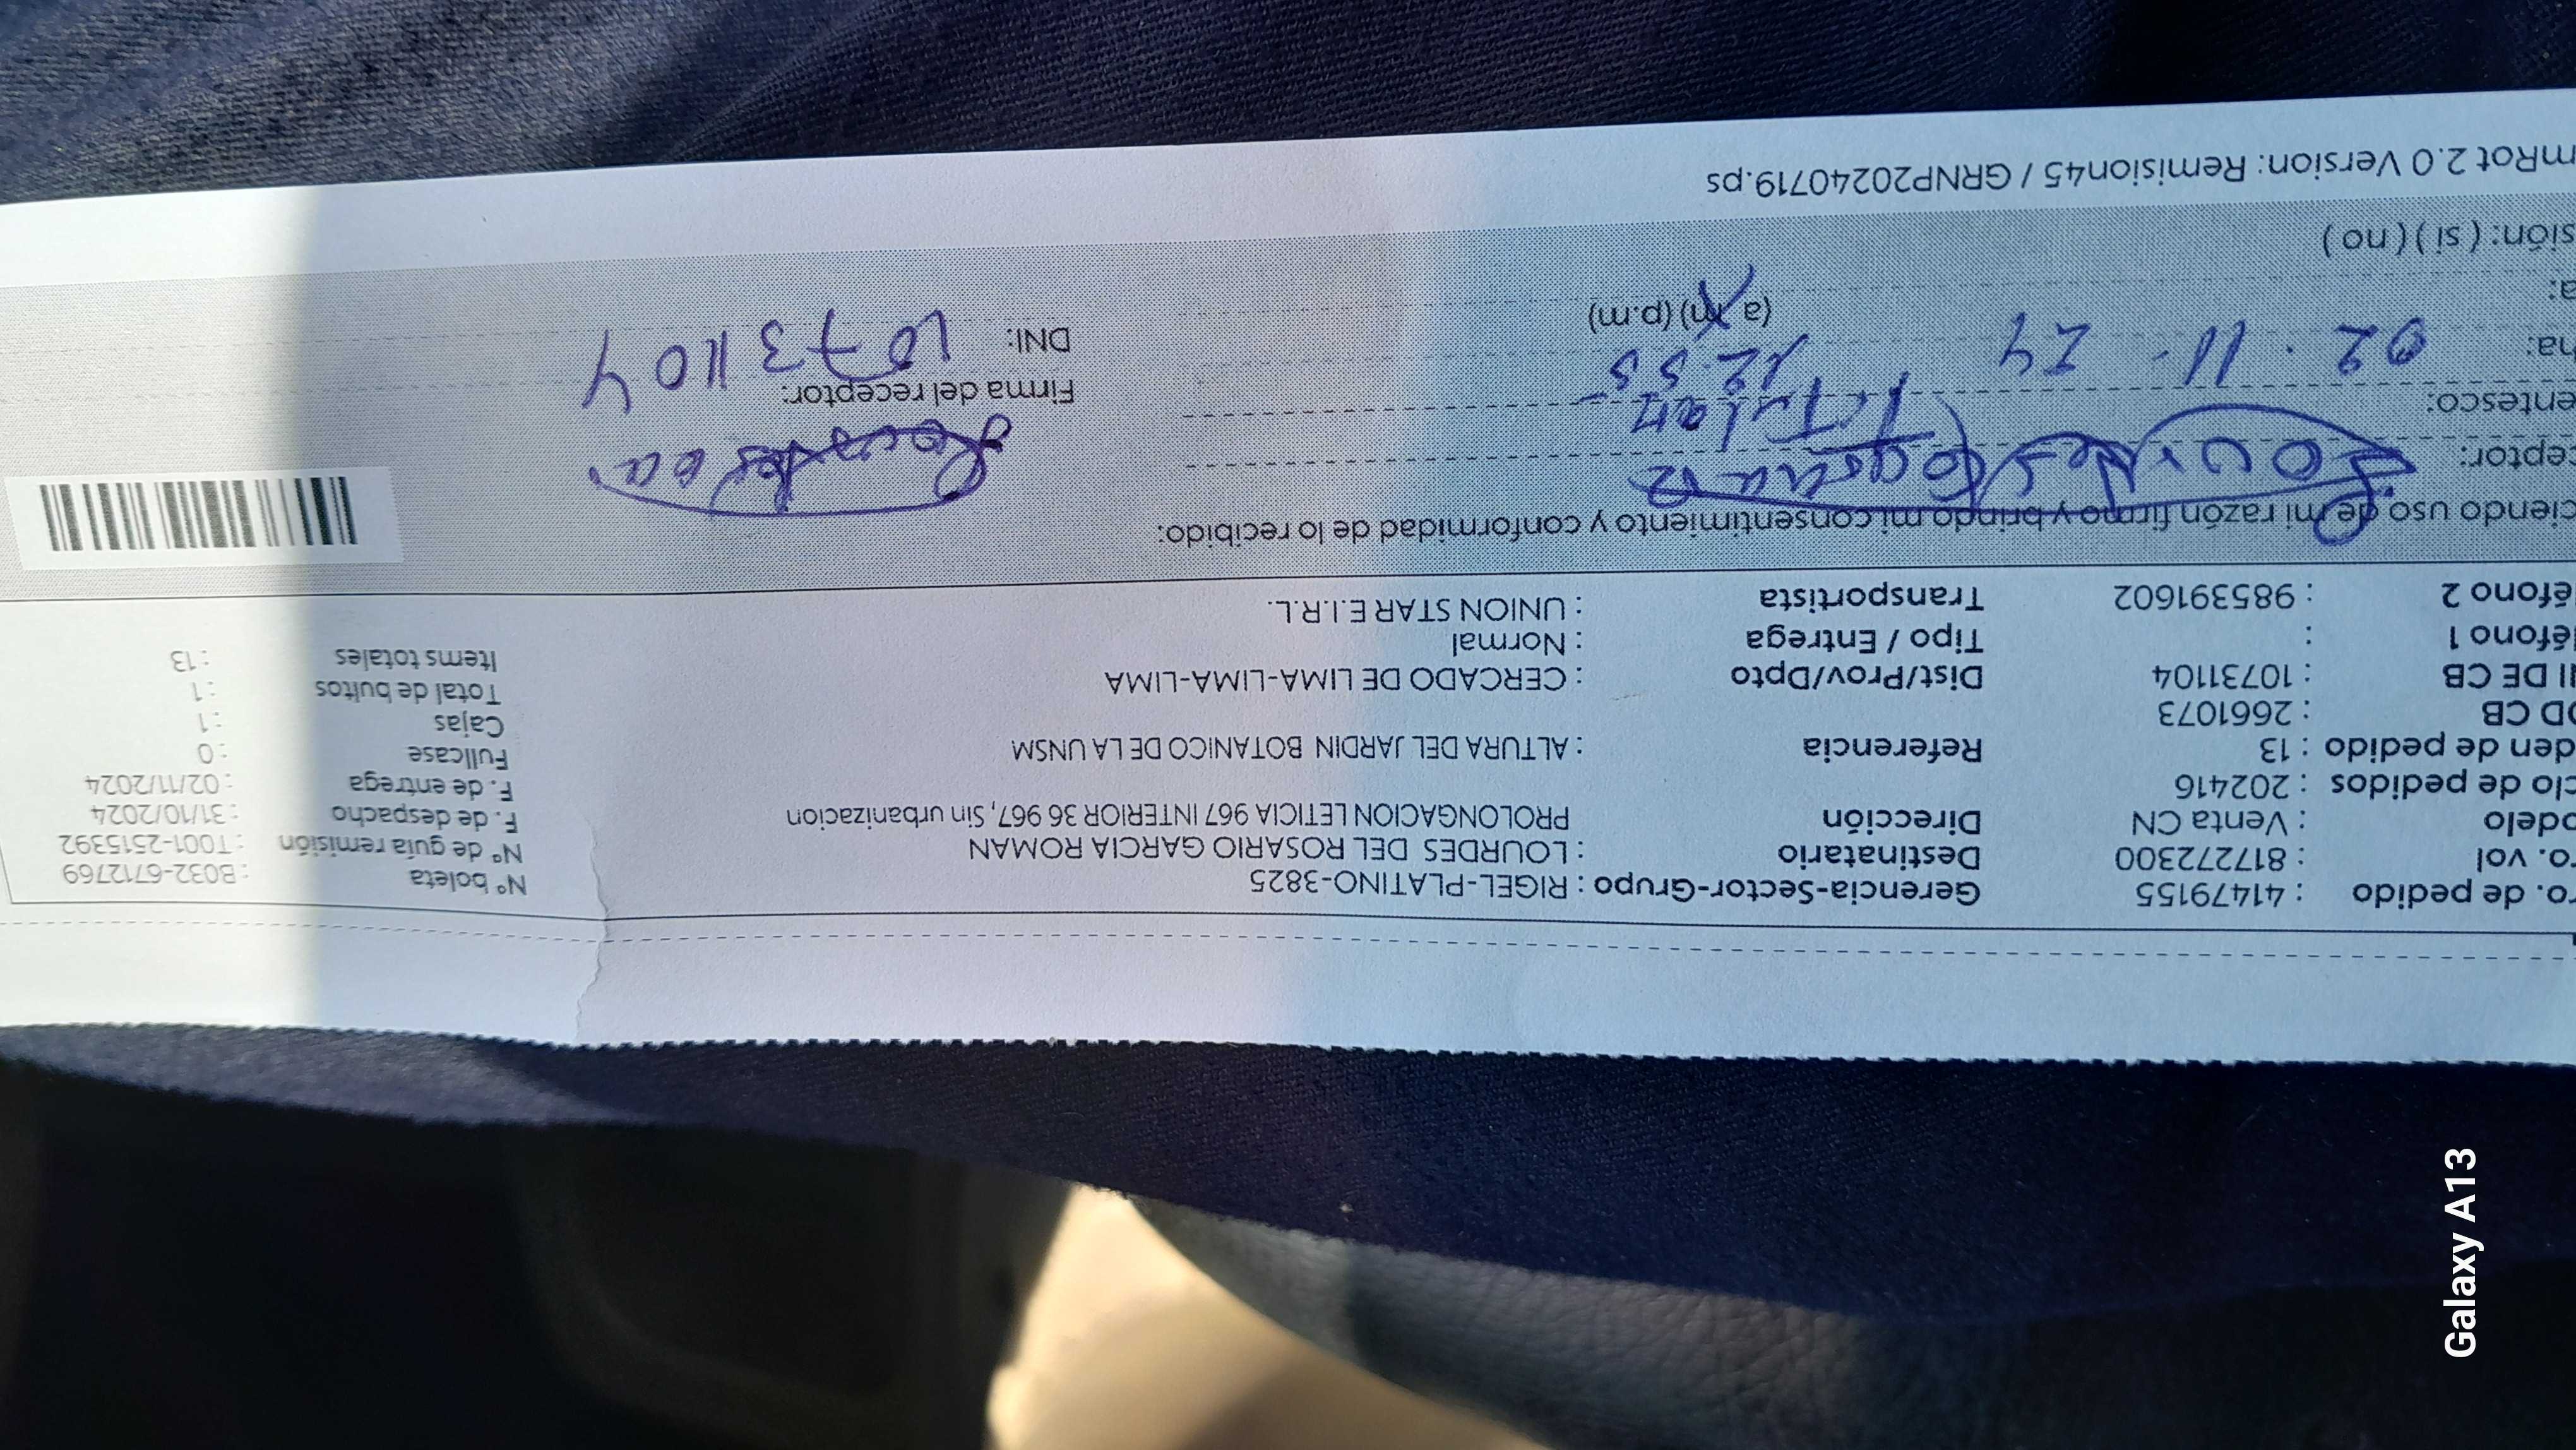 ro. de pedido : 41479155 Gerencia-Sector-Grupo : RIGEL-PLATINO-3825 N° boleta : B032-6712769
ro. vol : 817272300 Destinatario : LOURDES DEL ROSARIO GARCIA ROMAN N° de guía remisión : T001-2515392
odelo : Venta CN Dirección PROLONGACION LETICIA 967 INTERIOR 36 967, Sin urbanizacion F. de despacho : 31/10/2024
clo de pedidos : 202416 F. de entrega : 02/11/2024
den de pedido : 13 Referencia : ALTURA DEL JARDIN BOTANICO DE LA UNSM Fullcase : 0
OD CB : 2661073 Cajas : 1
II DE CB : 10731104 Dist/Prov/Dpto : CERCADO DE LIMA-LIMA-LIMA Total de bultos : 1
léfono 1 : Tipo / Entrega : Normal Items totales : 13
léfono 2 : 985391602 Transportista : UNION STAR E.I.R.L.
ciendo uso de mi razón firmo y brindo mi consentimiento y conformidad de lo recibido.
ceptor: Lourdes
entesco: Titular Firma del receptor:
ha: 02. 11. 24 12.55 DNI: 10731104
a: (a.m) (p.m)
sión: ( si ) ( no )
mRot 2.0 Version: Remision45 / GRNP20240719.ps
Galaxy A13